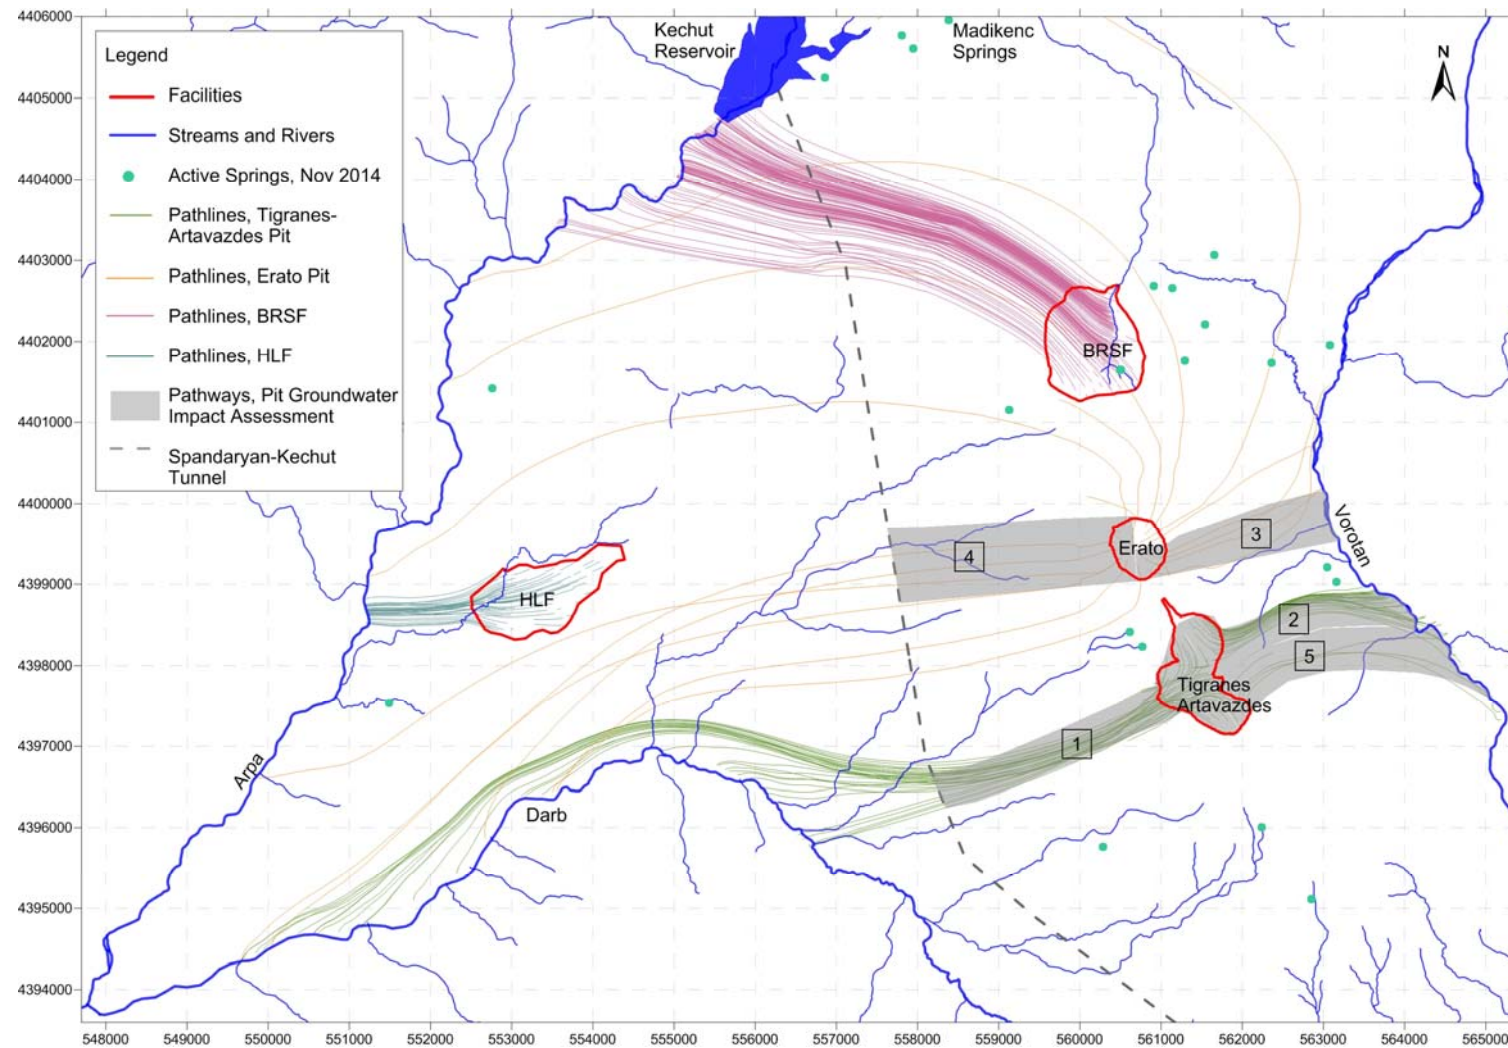 4406000
4405000
4404000
4403000
4402000
4401000
4400000
4399000
4398000
4397000
4396000
4395000
4394000
Legend
Facilities
Streams and Rivers
Active Springs, Nov 2014
Pathlines, Tigranes-
Artavazdes Pit
Pathlines, Erato Pit
Pathlines, BRSF
Pathlines, HLF
Pathways, Pit Groundwater
Impact Assessment
Spandaryan-Kechut
Tunnel
Kechut
Reservoir
Madikenc
Springs
N
BRSF
Erato
4
3
Vorotan
HLF
2
5
Tigranes
Artavazdes
1
Arpa
Darb
548000 549000 550000 551000 552000 553000 554000 555000 556000 557000 558000 559000 560000 561000 562000 563000 564000 565000